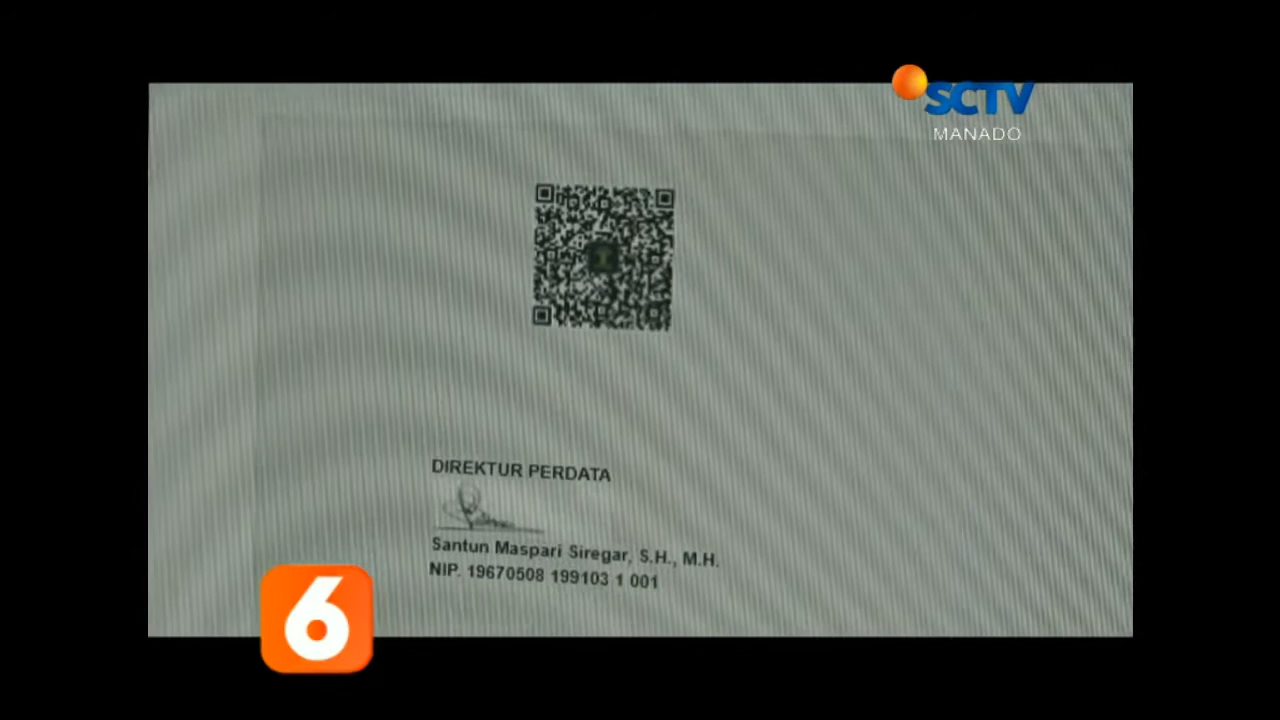 SCTV
MANADO
DIREKTUR PERDATA
Santun Maspari Siregar, S.H., M.H.
NIP. 19670508 199103 1 001
6